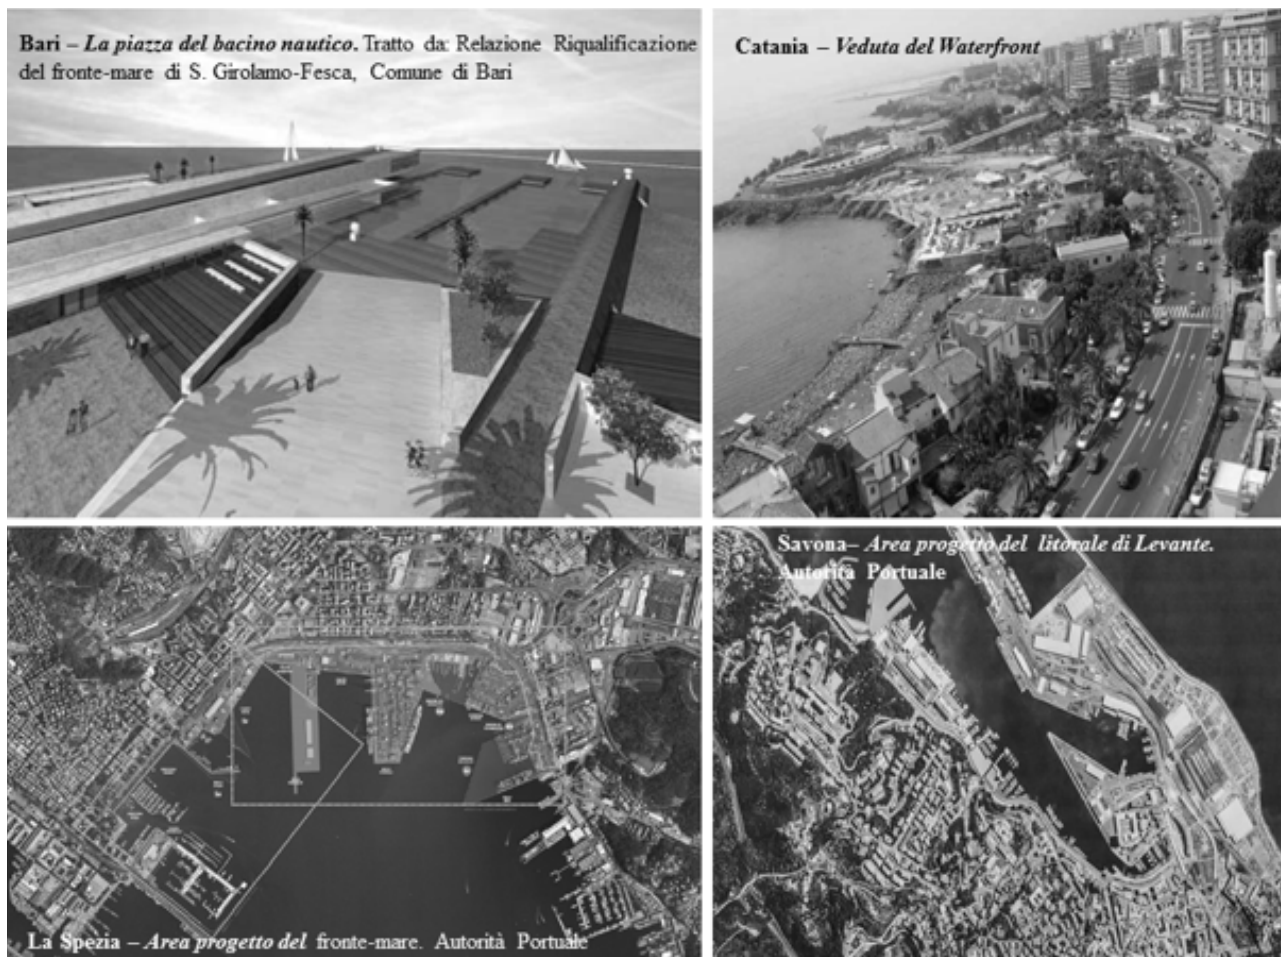 Bari – La piazza del bacino nautico. Tratto da: Relazione Riqualificazione
del fronte-mare di S. Girolamo-Fesca, Comune di Bari
Catania – Veduta del Waterfront
Savona– Area progetto del litorale di Levante.
Autorità Portuale
La Spezia – Area progetto del fronte-mare. Autorità Portuale